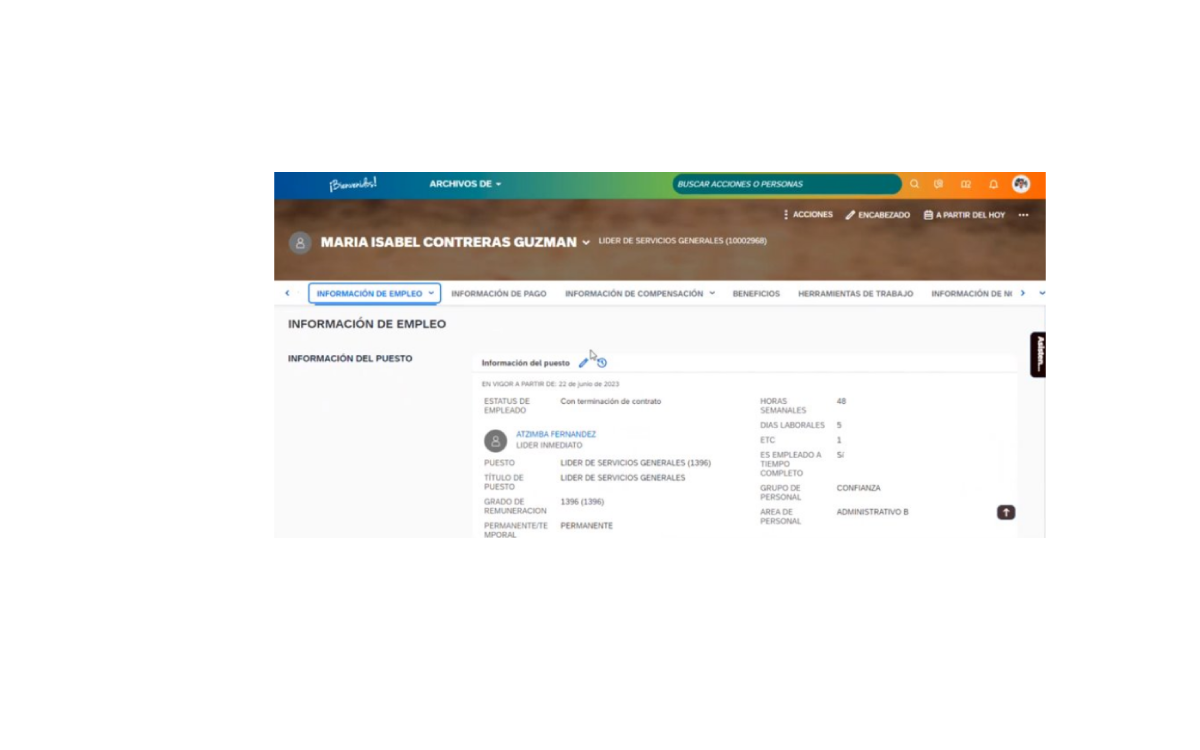 ¡Bienvenidos!
ARCHIVOS DE
BUSCAR ACCIONES O PERSONAS
ACCIONES
ENCABEZADO
A PARTIR DEL HOY
MARIA ISABEL CONTRERAS GUZMAN
LIDER DE SERVICIOS GENERALES (10002968)
INFORMACIÓN DE EMPLEO
INFORMACIÓN DE PAGO
INFORMACIÓN DE COMPENSACIÓN
BENEFICIOS
HERRAMIENTAS DE TRABAJO
INFORMACIÓN DE
INFORMACIÓN DE EMPLEO
Asisten...
INFORMACIÓN DEL PUESTO
Información del puesto
EN VIGOR A PARTIR DE: 22 de junio de 2023
ESTATUS DE
EMPLEADO
Con terminación de contrato
ATZIMBA FERNANDEZ
LIDER INMEDIATO
PUESTO
LIDER DE SERVICIOS GENERALES (1396)
TÍTULO DE
PUESTO
LIDER DE SERVICIOS GENERALES
GRADO DE
REMUNERACION
1396 (1396)
PERMANENTE/TE
MPORAL
PERMANENTE
HORAS
SEMANALES
48
DIAS LABORALES
5
ETC
1
ES EMPLEADO A
TIEMPO
COMPLETO
GRUPO DE
PERSONAL
CONFIANZA
AREA DE
PERSONAL
ADMINISTRATIVO B